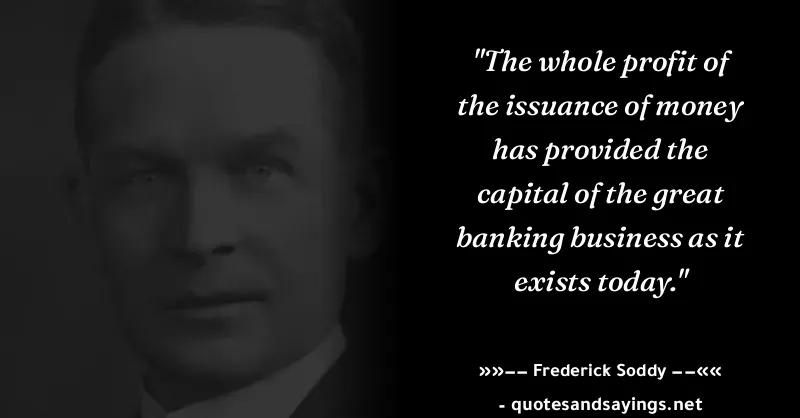 "The whole profit of
the issuance of money
has provided the
capital of the great
banking business as it
exists today."
»»−− Frederick Soddy −−««
- quotesandsayings.net